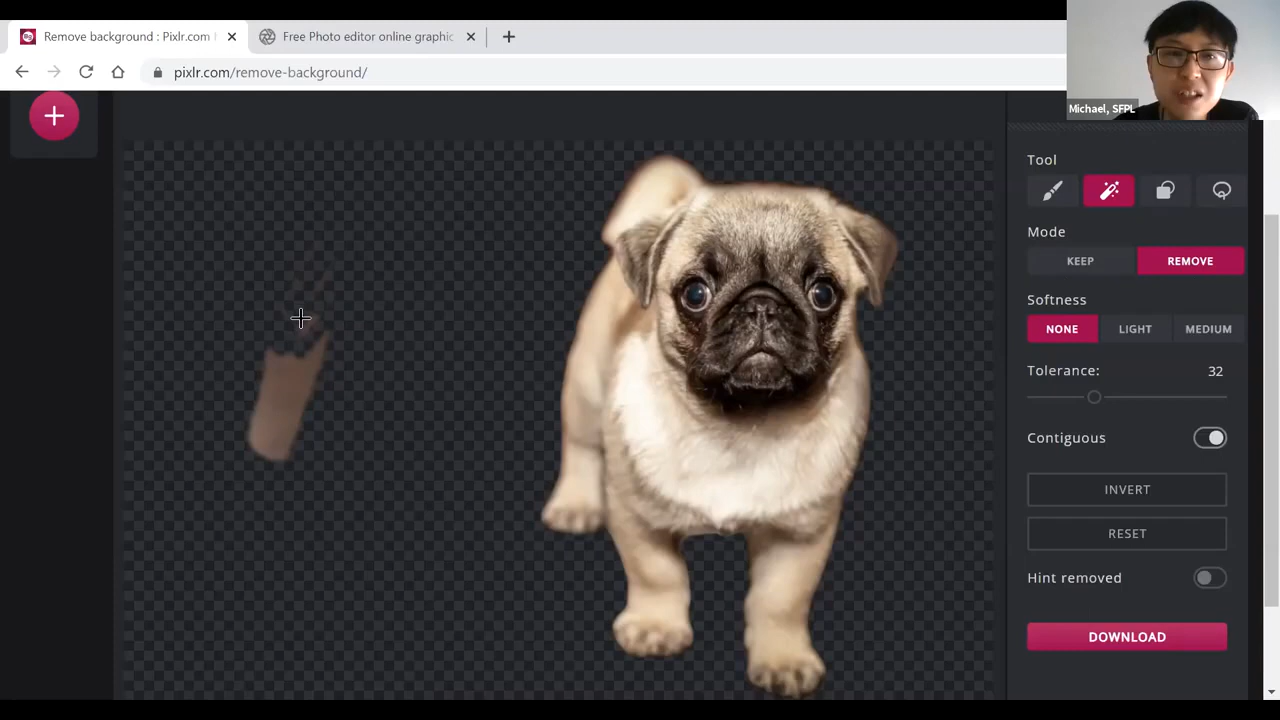 Remove background : Pixlr.com
Free Photo editor online graphic
pixlr.com/remove-background/
Michael, SFPL
Tool
Mode
KEEP
REMOVE
Softness
NONE
LIGHT
MEDIUM
Tolerance:
32
Contiguous
INVERT
RESET
Hint removed
DOWNLOAD